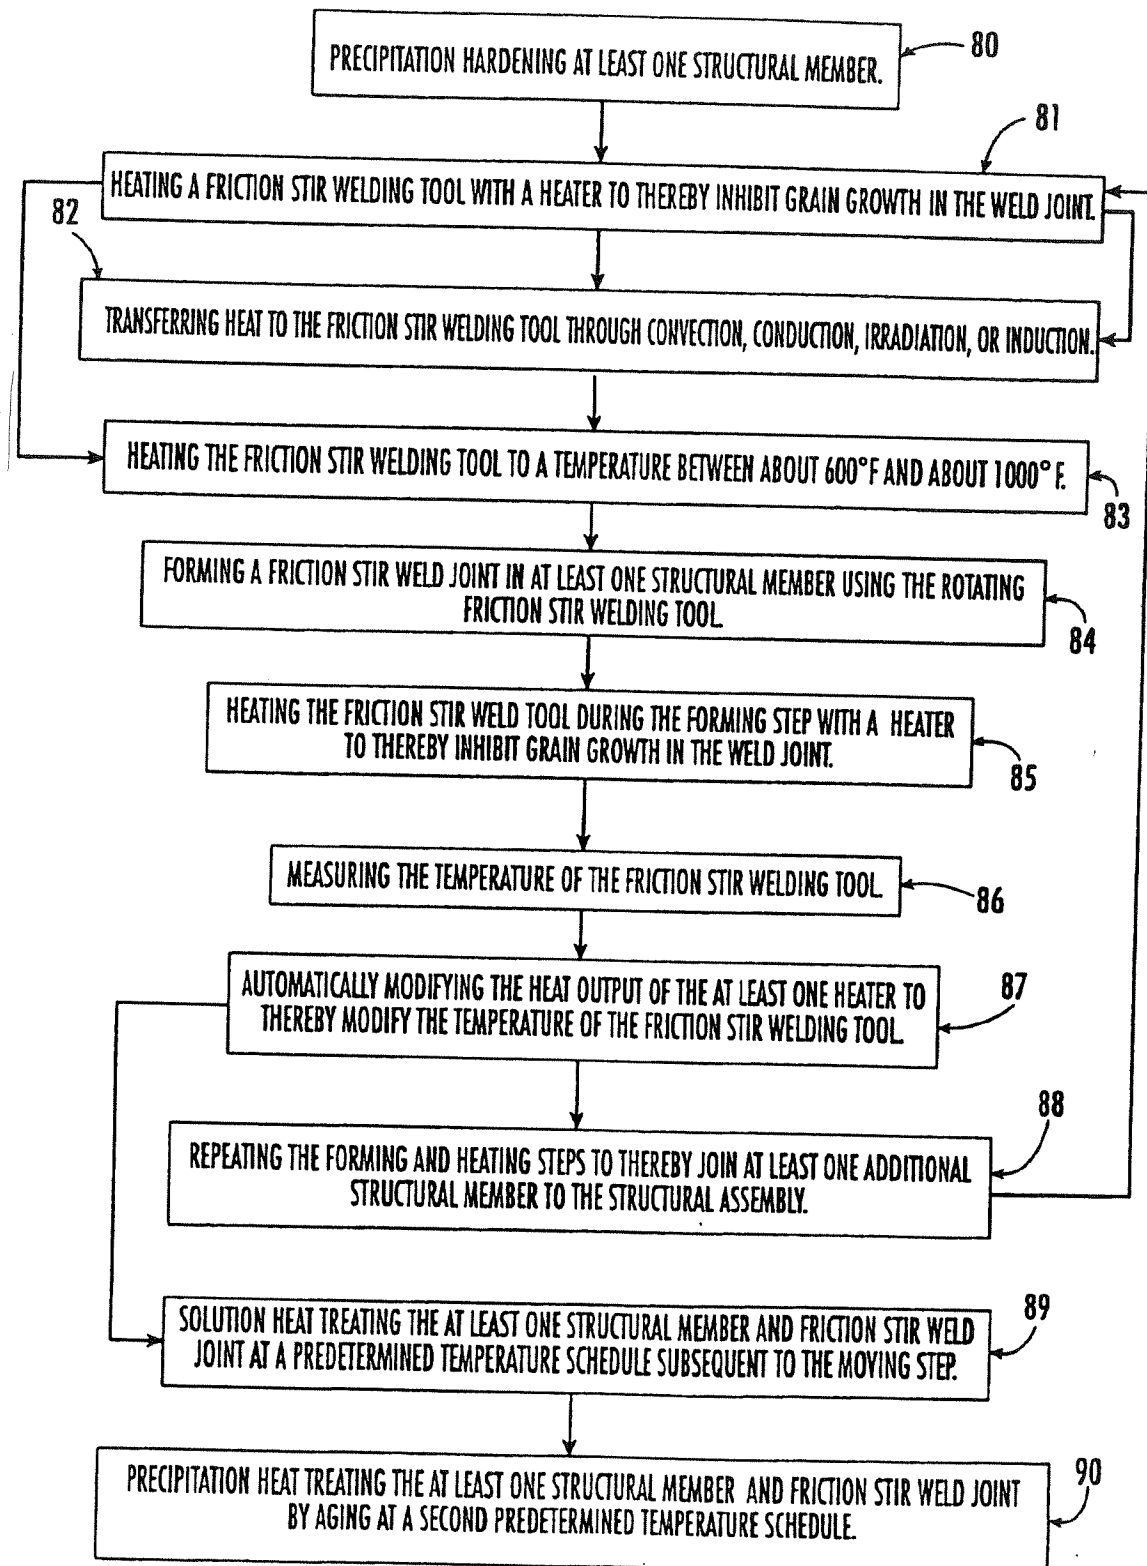 PRECIPITATION HARDENING AT LEAST ONE STRUCTURAL MEMBER.
80
81
HEATING A FRICTION STIR WELDING TOOL WITH A HEATER TO THEREBY INHIBIT GRAIN GROWTH IN THE WELD JOINT.
82
TRANSFERRING HEAT TO THE FRICTION STIR WELDING TOOL THROUGH CONVECTION, CONDUCTION, IRRADIATION, OR INDUCTION.
HEATING THE FRICTION STIR WELDING TOOL TO A TEMPERATURE BETWEEN ABOUT 600°F AND ABOUT 1000° F.
83
FORMING A FRICTION STIR WELD JOINT IN AT LEAST ONE STRUCTURAL MEMBER USING THE ROTATING
FRICTION STIR WELDING TOOL.
84
HEATING THE FRICTION STIR WELD TOOL DURING THE FORMING STEP WITH A HEATER
TO THEREBY INHIBIT GRAIN GROWTH IN THE WELD JOINT.
85
MEASURING THE TEMPERATURE OF THE FRICTION STIR WELDING TOOL.
86
AUTOMATICALLY MODIFYING THE HEAT OUTPUT OF THE AT LEAST ONE HEATER TO
THEREBY MODIFY THE TEMPERATURE OF THE FRICTION STIR WELDING TOOL.
87
88
REPEATING THE FORMING AND HEATING STEPS TO THEREBY JOIN AT LEAST ONE ADDITIONAL
STRUCTURAL MEMBER TO THE STRUCTURAL ASSEMBLY.
89
SOLUTION HEAT TREATING THE AT LEAST ONE STRUCTURAL MEMBER AND FRICTION STIR WELD
JOINT AT A PREDETERMINED TEMPERATURE SCHEDULE SUBSEQUENT TO THE MOVING STEP.
90
PRECIPITATION HEAT TREATING THE AT LEAST ONE STRUCTURAL MEMBER AND FRICTION STIR WELD JOINT
BY AGING AT A SECOND PREDETERMINED TEMPERATURE SCHEDULE.